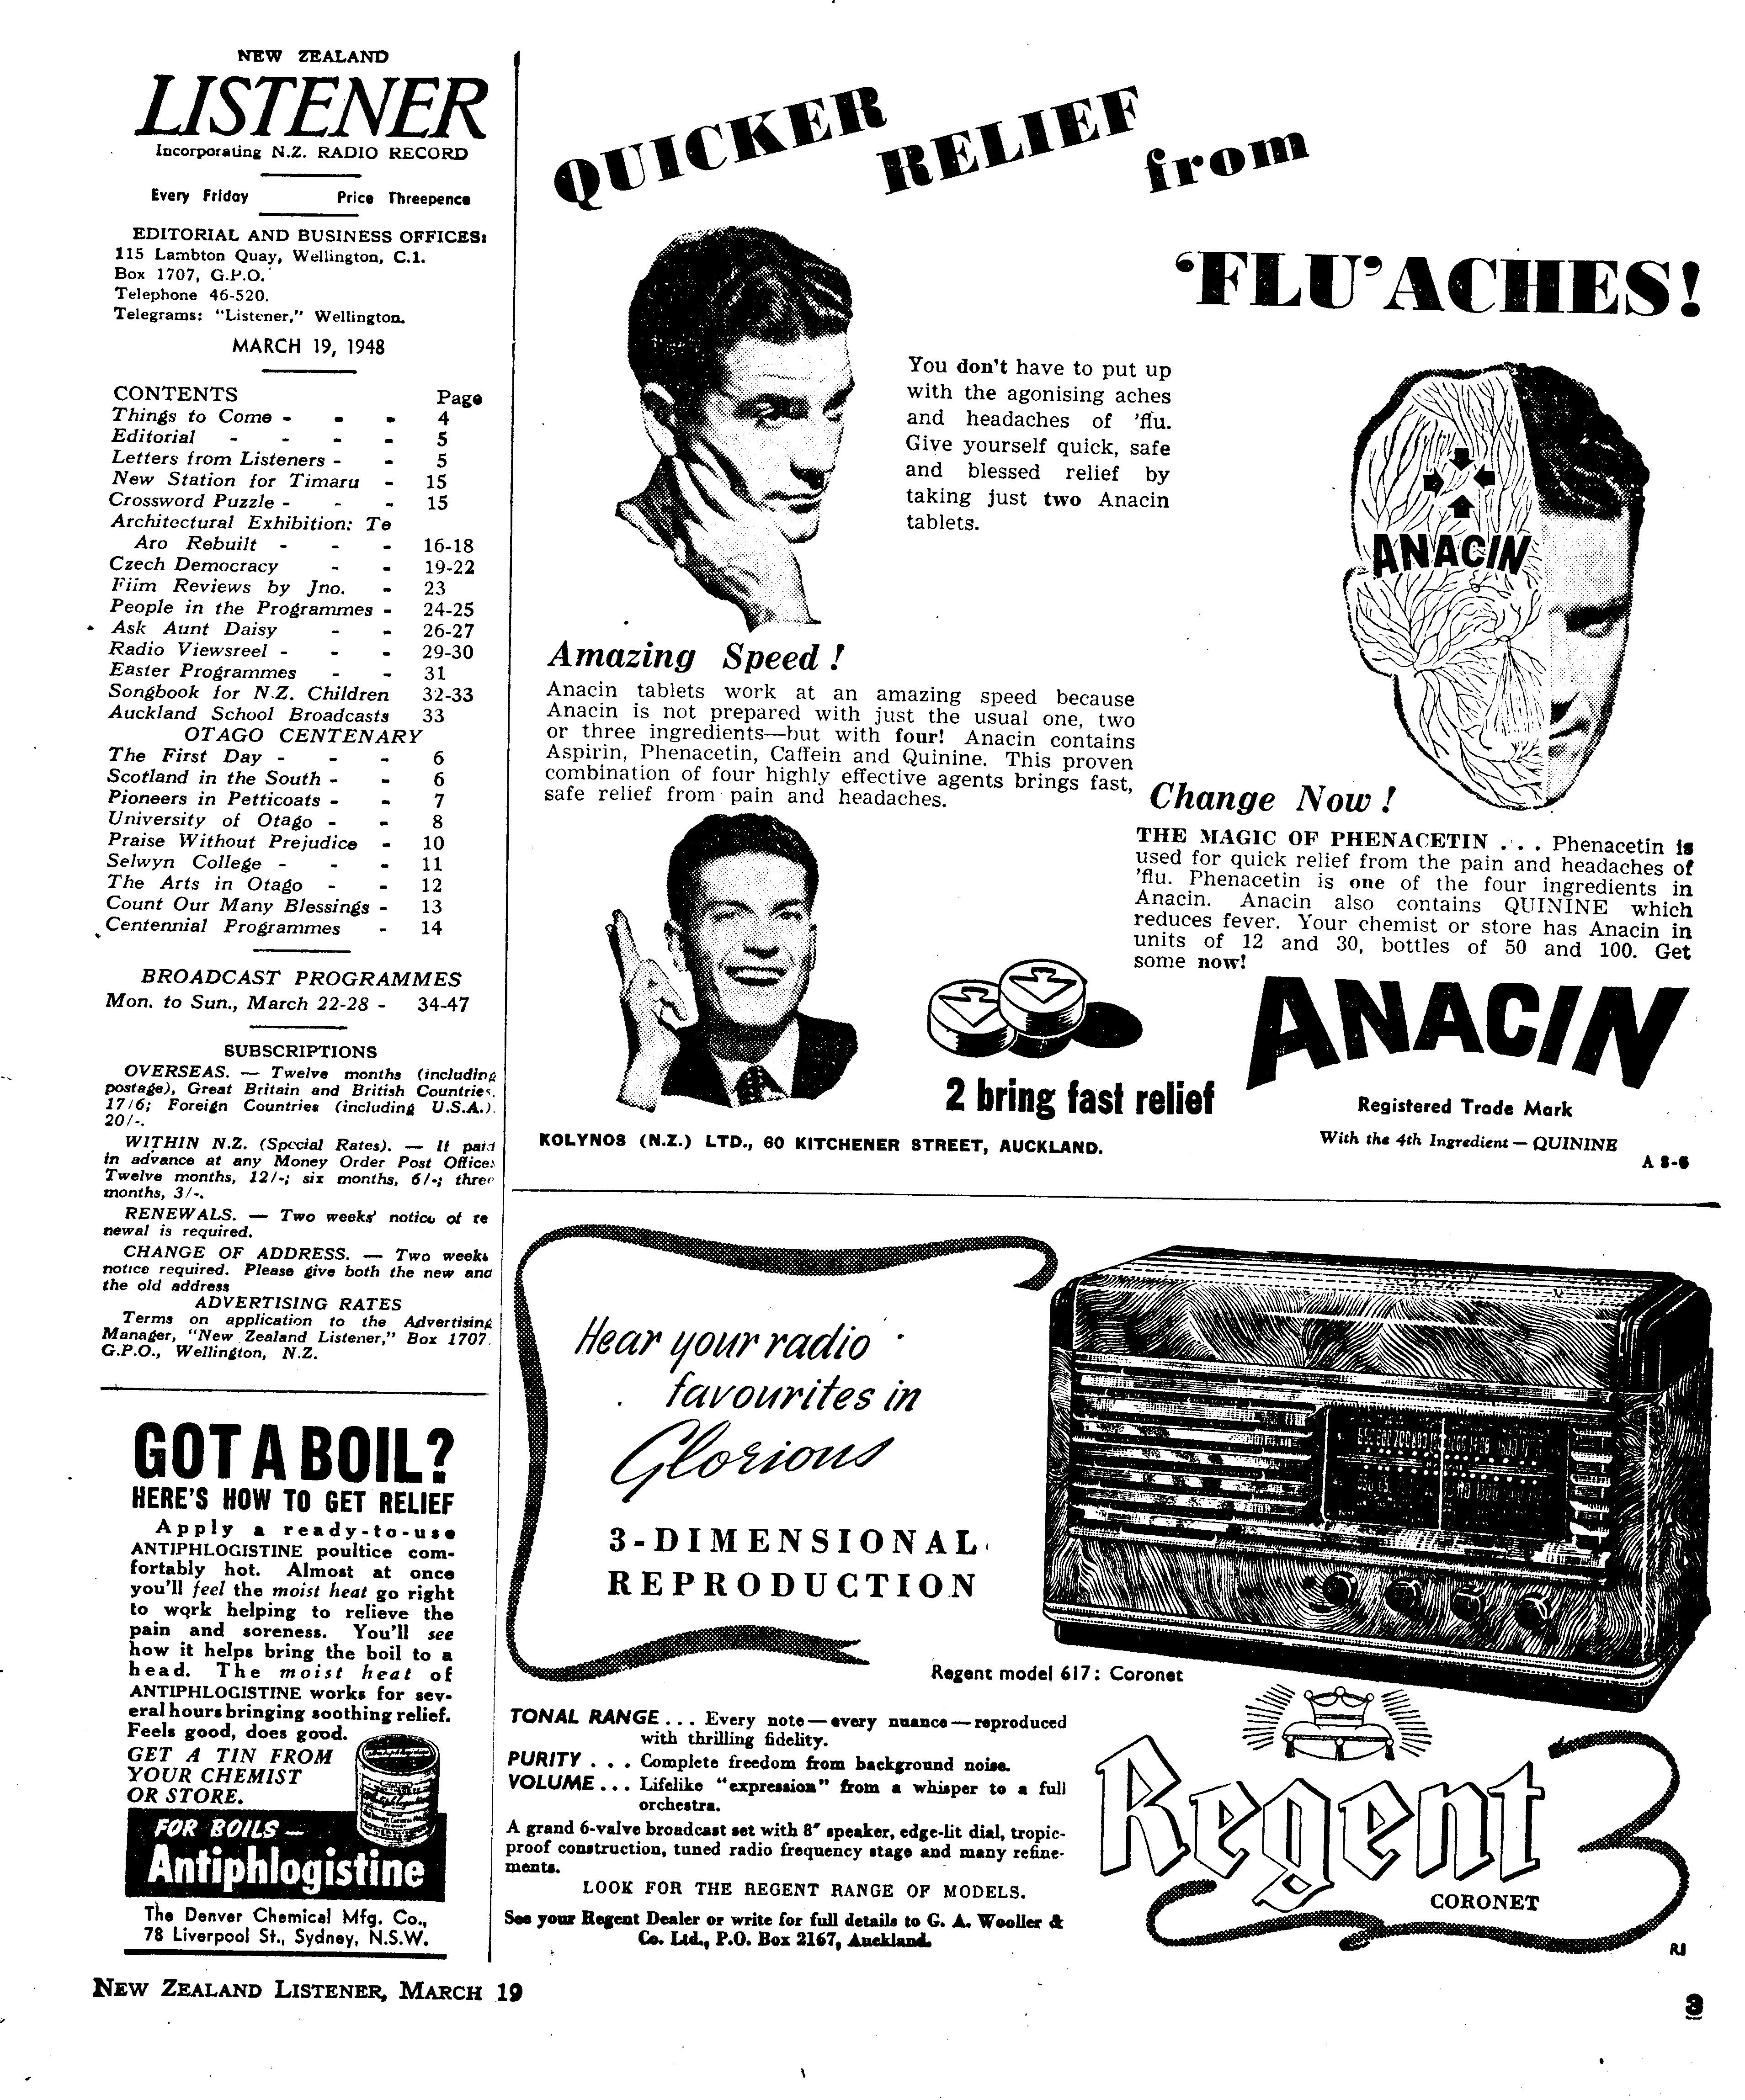 NEW ZEALAND
LISTENER
Incorporating N.Z. RADIO RECORD
Every Friday Price Threepence
EDITORIAL AND BUSINESS OFFICES:
115 Lambton Quay, Wellington, C.1.
Box 1707, G.P.O.
Telephone 46-520.
Telegrams: "Listener," Wellington.
MARCH 19, 1948
CONTENTS Page
Things to Come - - - 4
Editorial - - - - 5
Letters from Listeners - - 5
New Station for Timaru - 15
Crossword Puzzle - - - 15
Architectural Exhibition: Te
Aro Rebuilt - - - 16-18
Czech Democracy - - 19-22
Film Reviews by Jno. - 23
People in the Programmes - 24-25
Ask Aunt Daisy - - 26-27
Radio Viewsreel - - - 29-30
Easter Programmes - - 31
Songbook for N.Z. Children 32-33
Auckland School Broadcasts 33
OTAGO CENTENARY
The First Day - - - 6
Scotland in the South - - 6
Pioneers in Petticoats - - 7
University of Otago - - 8
Praise Without Prejudice - 10
Selwyn College - - - 11
The Arts in Otago - - 12
Count Our Many Blessings - 13
Centennial Programmes - 14
BROADCAST PROGRAMMES
Mon. to Sun., March 22-28 - 34-47
SUBSCRIPTIONS
OVERSEAS. — Twelve months (including
postage), Great Britain and British Countries,
17/6; Foreign Countries (including U.S.A.).
20/-.
WITHIN N.Z. (Special Rates). — If paid
in advance at any Money Order Post Office:
Twelve months, 12/-; six months, 6/-; three
months, 3/-.
RENEWALS. — Two weeks' notice of re
newal is required.
CHANGE OF ADDRESS. — Two weeks
notice required. Please give both the new and
the old address
ADVERTISING RATES
Terms on application to the Advertising
Manager, "New Zealand Listener," Box 1707,
G.P.O., Wellington, N.Z.
GOT A BOIL?
HERE'S HOW TO GET RELIEF
Apply a ready-to-use
ANTIPHLOGISTINE poultice com-
fortably hot. Almost at once
you'll feel the moist heat go right
to work helping to relieve the
pain and soreness. You'll see
how it helps bring the boil to a
head. The moist heat of
ANTIPHLOGISTINE works for sev-
eral hours bringing soothing relief.
Feels good, does good.
GET A TIN FROM
YOUR CHEMIST
OR STORE.
FOR BOILS —
Antiphlogistine
The Denver Chemical Mfg. Co.,
78 Liverpool St., Sydney, N.S.W.
QUICKER RELIEF from
'FLU' ACHES!
You don't have to put up
with the agonising aches
and headaches of 'flu.
Give yourself quick, safe
and blessed relief by
taking just two Anacin
tablets.
ANACIN
Amazing Speed!
Anacin tablets work at an amazing speed because
Anacin is not prepared with just the usual one, two
or three ingredients—but with four! Anacin contains
Aspirin, Phenacetin, Caffein and Quinine. This proven
combination of four highly effective agents brings fast,
safe relief from pain and headaches.
Change Now!
THE MAGIC OF PHENACETIN . . . Phenacetin is
used for quick relief from the pain and headaches of
'flu. Phenacetin is one of the four ingredients in
Anacin. Anacin also contains QUININE which
reduces fever. Your chemist or store has Anacin in
units of 12 and 30, bottles of 50 and 100. Get
some now!
2 bring fast relief
ANACIN
Registered Trade Mark
With the 4th Ingredient — QUININE
KOLYNOS (N.Z.) LTD., 60 KITCHENER STREET, AUCKLAND.
A 8-6
Hear your radio
favourites in
Glorious
3-DIMENSIONAL
REPRODUCTION
Regent model 617: Coronet
TONAL RANGE . . . Every note—every nuance—reproduced
with thrilling fidelity.
PURITY . . . Complete freedom from background noise.
VOLUME . . . Lifelike "expression" from a whisper to a full
orchestra.
A grand 6-valve broadcast set with 8" speaker, edge-lit dial, tropic-
proof construction, tuned radio frequency stage and many refine-
ments.
LOOK FOR THE REGENT RANGE OF MODELS.
See your Regent Dealer or write for full details to G. A. Wooller &
Co. Ltd., P.O. Box 2167, Auckland.
Regent
CORONET
R1
NEW ZEALAND LISTENER, MARCH 19
3